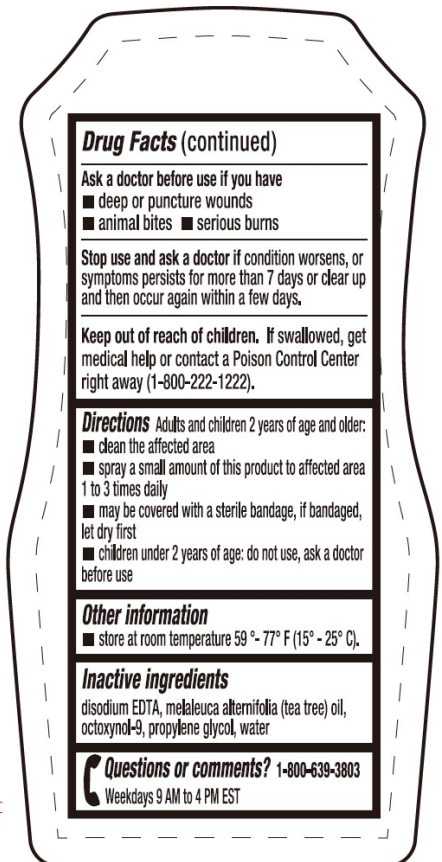 Drug Facts (continued)
Ask a doctor before use if you have
■ deep or puncture wounds
■ animal bites ■ serious burns
Stop use and ask a doctor if condition worsens, or
symptoms persists for more than 7 days or clear up
and then occur again within a few days.
Keep out of reach of children. If swallowed, get
medical help or contact a Poison Control Center
right away (1-800-222-1222).
Directions Adults and children 2 years of age and older:
■ clean the affected area
■ spray a small amount of this product to affected area
1 to 3 times daily
■ may be covered with a sterile bandage, if bandaged,
let dry first
■ children under 2 years of age: do not use, ask a doctor
before use
Other information
■ store at room temperature 59 °- 77° F (15° - 25° C).
Inactive ingredients
disodium EDTA, melaleuca alternifolia (tea tree) oil,
octoxynol-9, propylene glycol, water
Questions or comments? 1-800-639-3803
Weekdays 9 AM to 4 PM EST